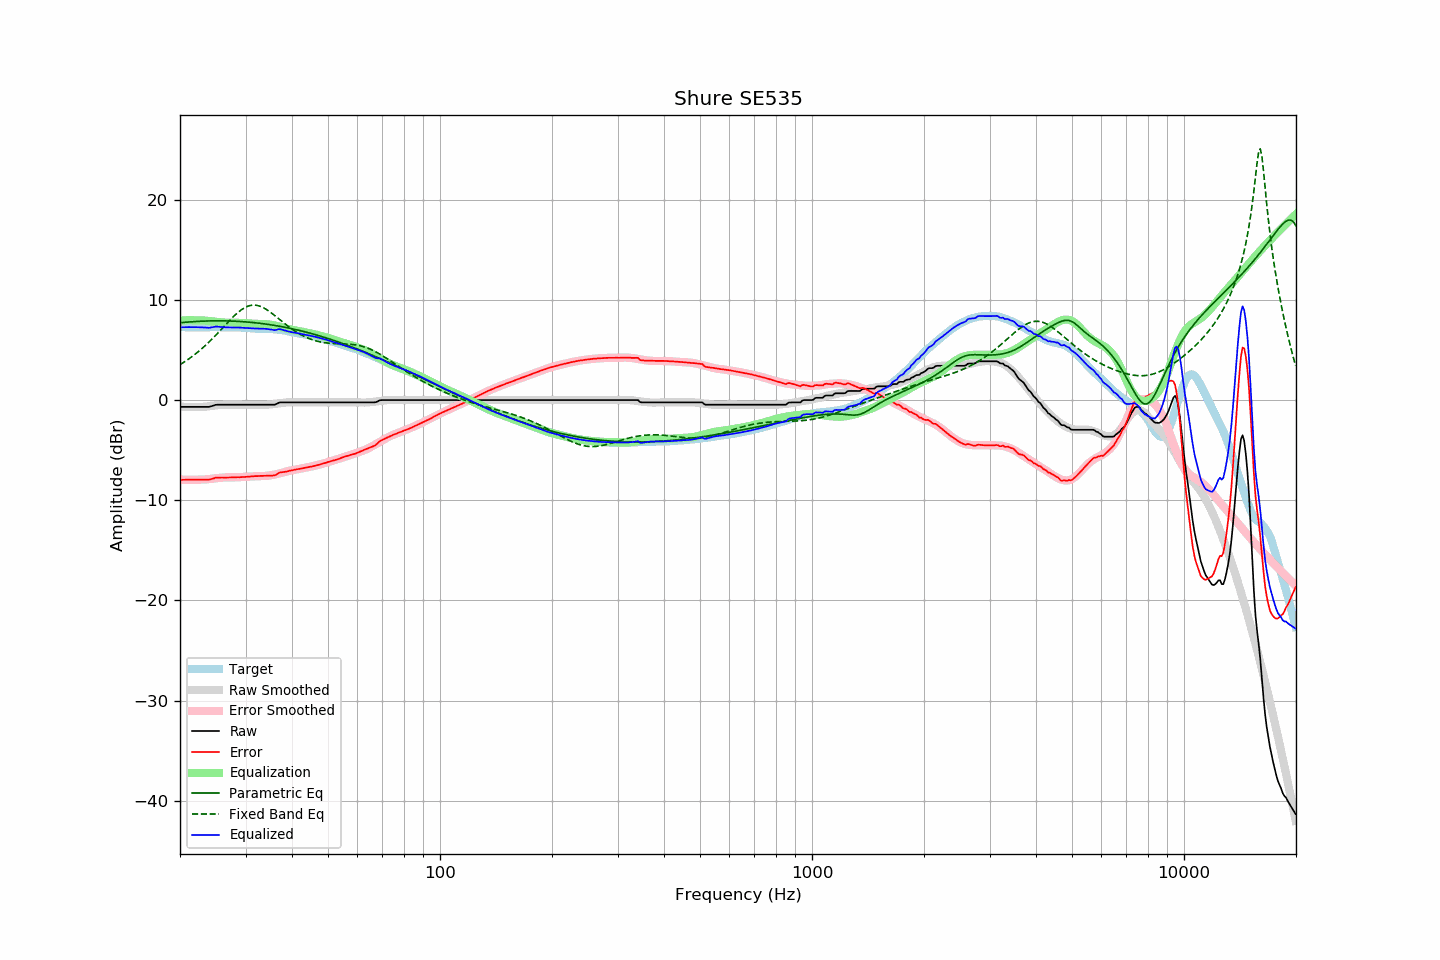 Shure SE535
Amplitude (dBr)
20
10
0
−10
−20
−30
−40
Target
Raw Smoothed
Error Smoothed
Raw
Error
Equalization
Parametric Eq
Fixed Band Eq
Equalized
100
1000
10000
Frequency (Hz)